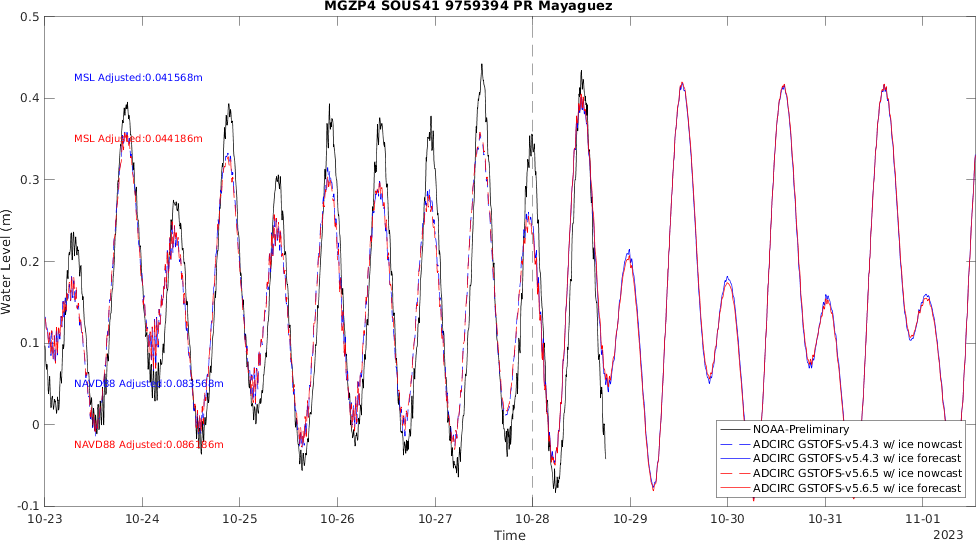 MGZP4 SOUS41 9759394 PR Mayaguez
0.5
0.4
0.3
0.2
0.1
0
-0.1
Water Level (m)
MSL Adjusted:0.041568m
MSL Adjusted:0.044186m
NAVD88 Adjusted:0.083568m
NAVD88 Adjusted:0.086186m
NOAA-Preliminary
ADCIRC GSTOFS-v5.4.3 w/ ice nowcast
ADCIRC GSTOFS-v5.4.3 w/ ice forecast
ADCIRC GSTOFS-v5.6.5 w/ ice nowcast
ADCIRC GSTOFS-v5.6.5 w/ ice forecast
10-23 10-24 10-25 10-26 10-27 10-28 10-29 10-30 10-31 11-01
Time
2023